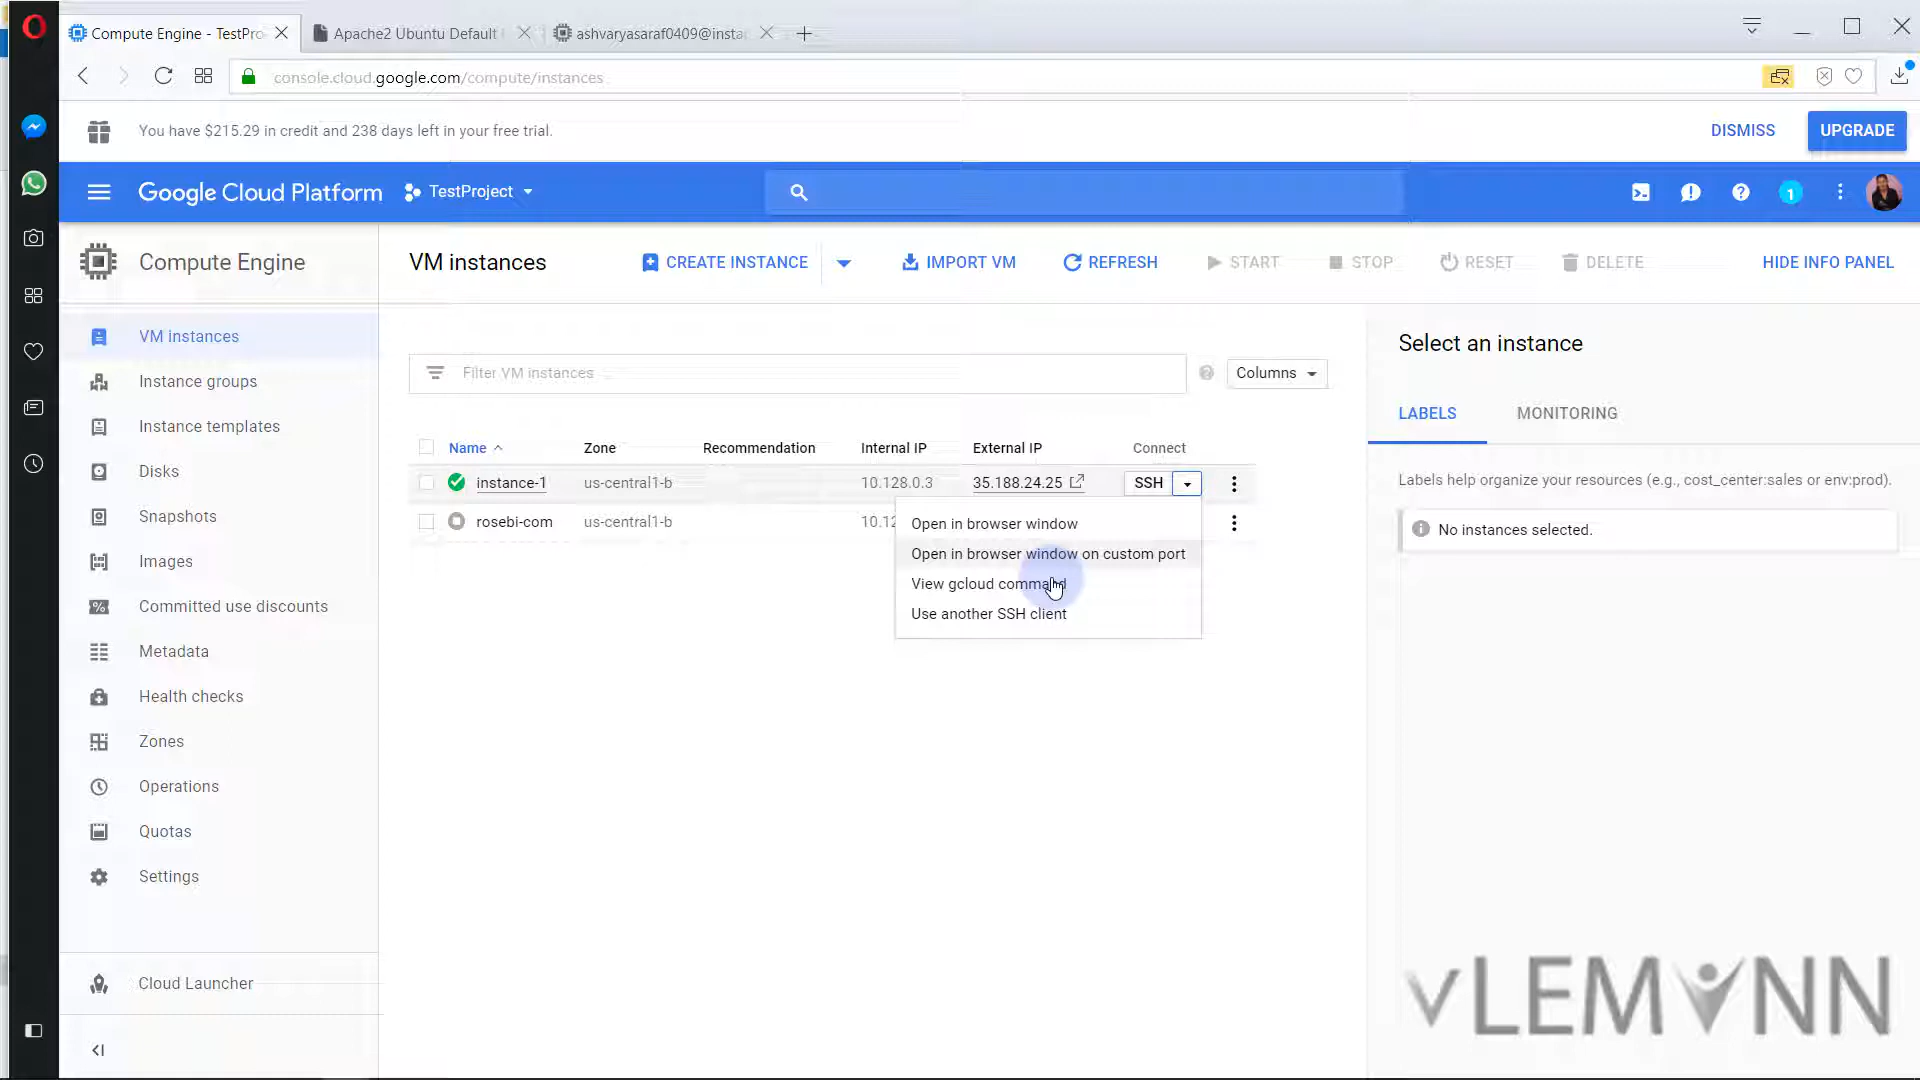 Compute Engine - TestPro
Apache2 Ubuntu Default
ashvaryasaraf0409@insta
console.cloud.google.com/compute/instances
You have $215.29 in credit and 238 days left in your free trial.
DISMISS
UPGRADE
Google Cloud Platform
TestProject
1
Compute Engine
VM instances
CREATE INSTANCE
IMPORT VM
REFRESH
START
STOP
RESET
DELETE
HIDE INFO PANEL
VM instances
Instance groups
Instance templates
Disks
Snapshots
Images
Committed use discounts
Metadata
Health checks
Zones
Operations
Quotas
Settings
Cloud Launcher
Filter VM instances
Columns
Name Zone Recommendation Internal IP External IP Connect
instance-1 us-central1-b 10.128.0.3 35.188.24.25 SSH
rosebi-com us-central1-b 10.12
Open in browser window
Open in browser window on custom port
View gcloud command
Use another SSH client
Select an instance
LABELS
MONITORING
Labels help organize your resources (e.g., cost_center:sales or env:prod).
No instances selected.
vLEMYNN